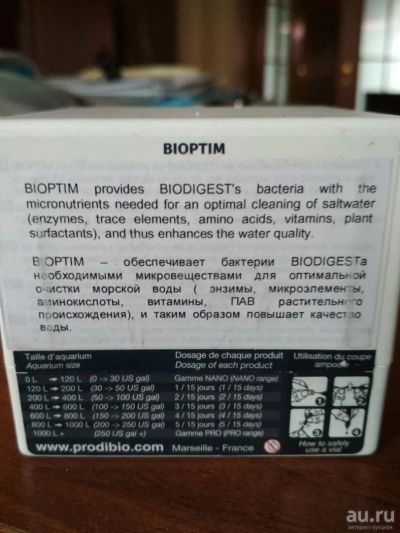 BIOPTIM
BIOPTIM provides BIODIGEST's bacteria with the
micronutrients needed for an optimal cleaning of saltwater
(enzymes, trace elements, amino acids, vitamins, plant
surfactants), and thus enhances the water quality.
BIOPTIM – обеспечивает бактерии BIODIGESTа
необходимыми микровеществами для оптимальной
очистки морской воды ( энзимы, микроэлементы,
аминокислоты, витамины, ПАВ растительного
происхождения), и таким образом повышает качество
воды.
Taille d'aquarium Dosage de chaque produit Utilisation du coupe
Aquarium size Dosage of each product ampoule
0 L → 120 L (0 -> 30 US gal) Gamme NANO (NANO range)
120 L → 200 L (30 -> 50 US gal) 1 / 15 jours (1 / 15 days)
200 L → 400 L (50 -> 100 US gal) 2 / 15 jours (2 / 15 days)
400 L → 600 L (100 -> 150 US gal) 3 / 15 jours (3 / 15 days)
600 L → 800 L (150 -> 200 US gal) 4 / 15 jours (4 / 15 days)
800 L → 1000 L (200 -> 250 US gal) 5 / 15 jours (5 / 15 days)
1000 L + (250 US gal +) Gamme PRO (PRO range)
1
2
3
4
How to safely
use a vial
www.prodibio.com Marseille - France
au.ru
интернет-аукцион